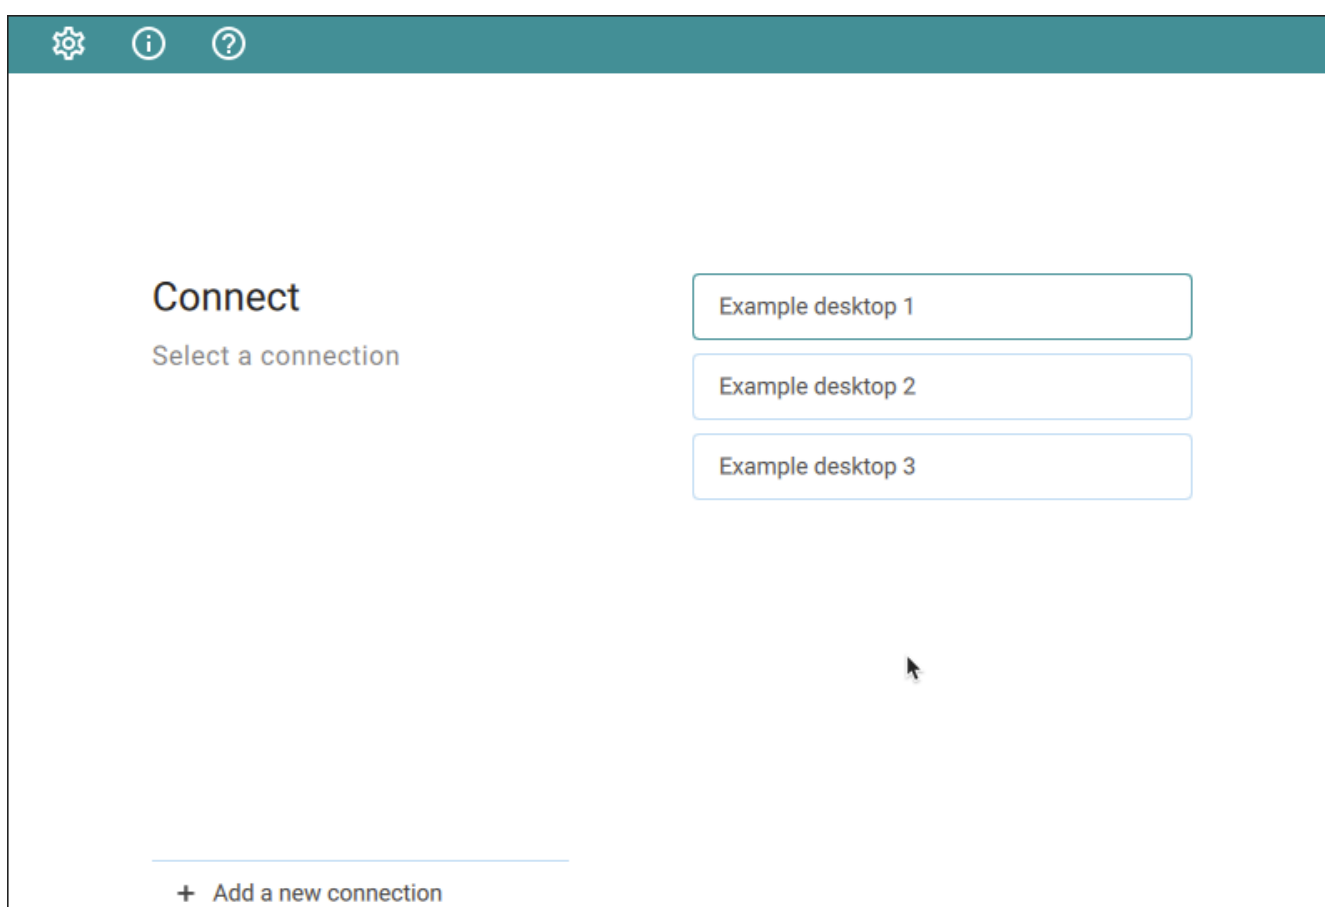 Connect
Select a connection
Example desktop 1
Example desktop 2
Example desktop 3
+ Add a new connection